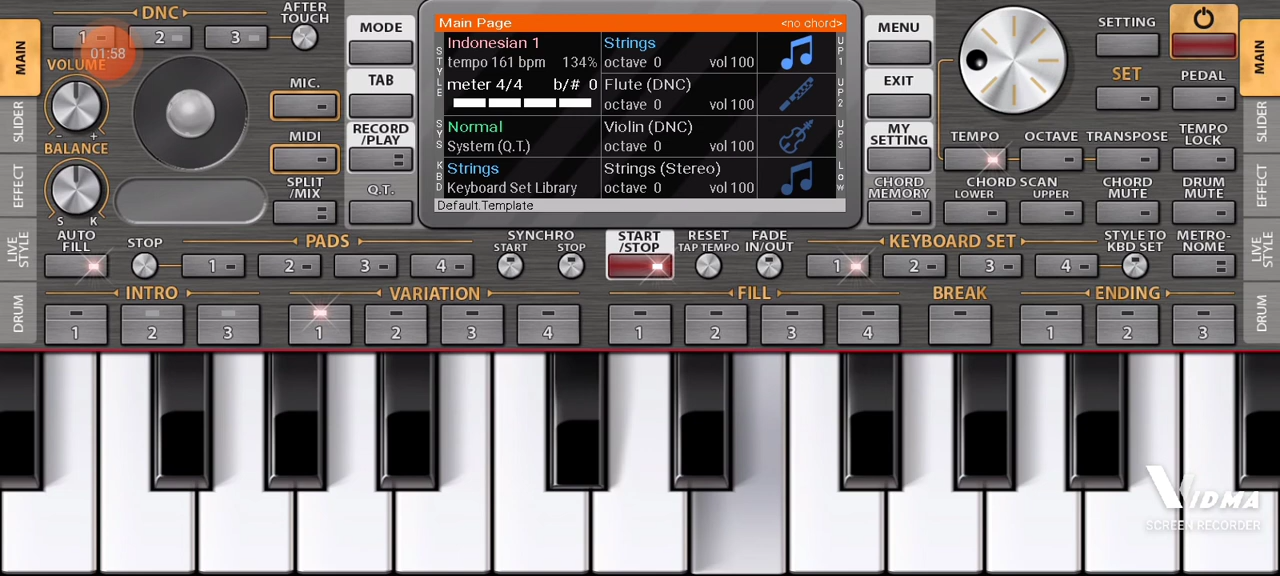 DNC
AFTER
TOUCH
1 2 3
01:58
VOLUME
- +
BALANCE
S K
MIC.
MIDI
SPLIT
/MIX
MAIN
SLIDER
EFFECT
LIVE
STYLE
DRUM
MODE
TAB
RECORD
/PLAY
Q.T.
Main Page <no chord>
STYLE
Indonesian 1
tempo 161 bpm 134%
meter 4/4 b/# 0
SYS
Normal
System (Q.T.)
KBD
Strings
Keyboard Set Library
Strings
octave 0 vol 100
UP1
Flute (DNC)
octave 0 vol 100
UP2
Violin (DNC)
octave 0 vol 100
UP3
Strings (Stereo)
octave 0 vol 100
Low
Default.Template
MENU
EXIT
MY
SETTING
CHORD
MEMORY
SETTING
SET
PEDAL
TEMPO OCTAVE TRANSPOSE TEMPO
LOCK
CHORD SCAN
LOWER UPPER
CHORD
MUTE
DRUM
MUTE
MAIN
SLIDER
EFFECT
LIVE
STYLE
DRUM
AUTO
FILL
STOP
PADS
1 2 3 4
SYNCHRO
START STOP
START
/STOP
RESET
TAP TEMPO
FADE
IN/OUT
KEYBOARD SET
1 2 3 4
STYLE TO
KBD SET
METRO-
NOME
INTRO
1 2 3
VARIATION
1 2 3 4
FILL
1 2 3 4
BREAK
ENDING
1 2 3
VIDMA
SCREEN RECORDER